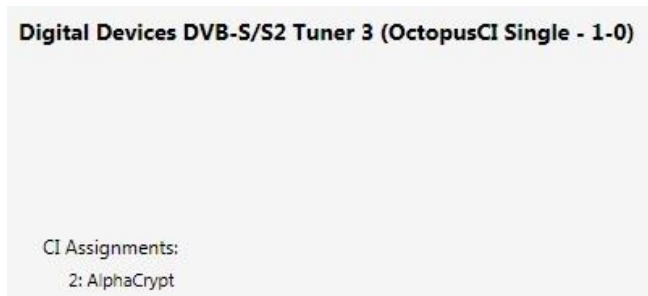 Digital Devices DVB-S/S2 Tuner 3 (OctopusCI Single - 1-0)
CI Assignments:
2: AlphaCrypt